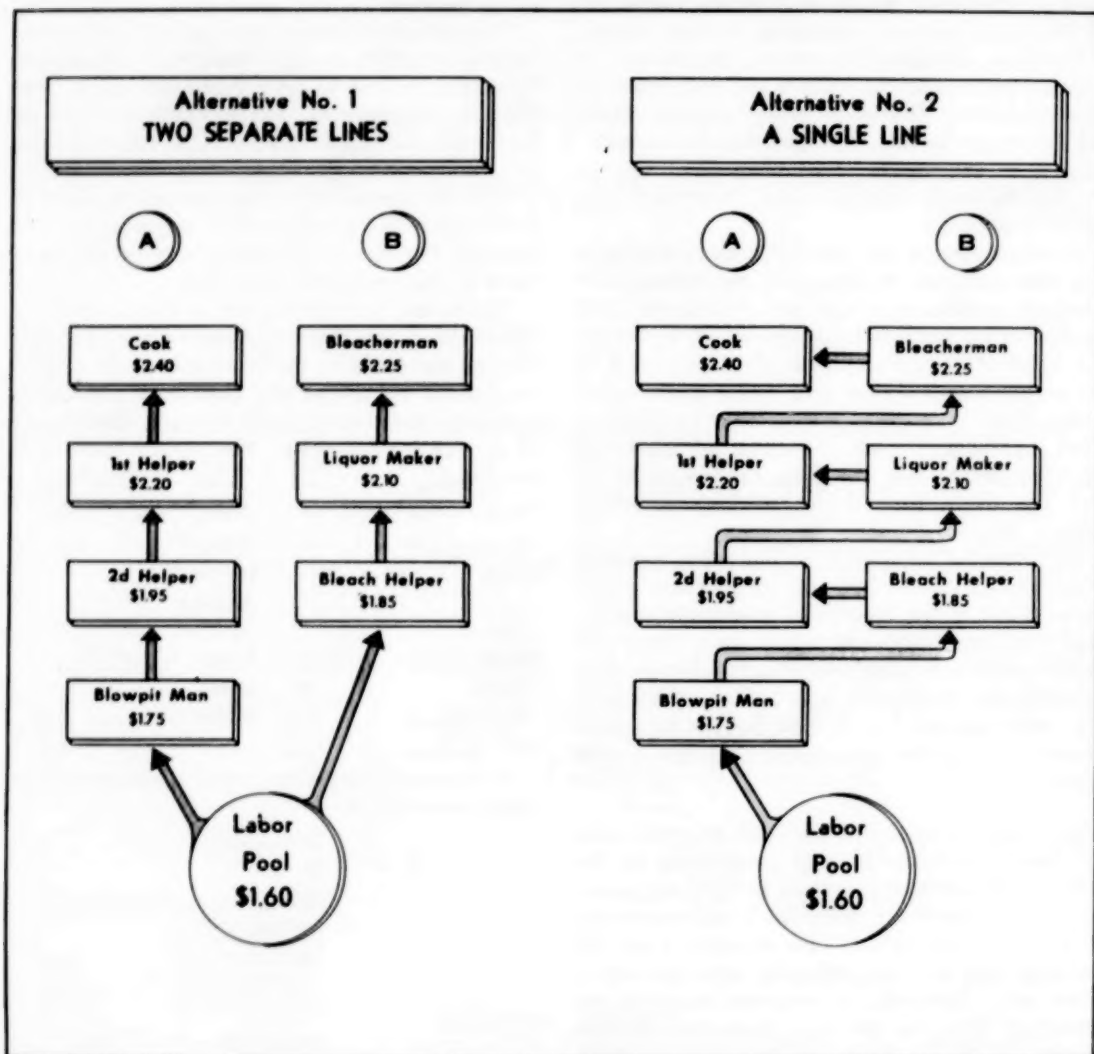 Alternative No. 1
TWO SEPARATE LINES
A
B
Cook
$2.40
Bleacherman
$2.25
1st Helper
$2.20
Liquor Maker
$2.10
2d Helper
$1.95
Bleach Helper
$1.85
Blowpit Man
$1.75
Labor
Pool
$1.60
Alternative No. 2
A SINGLE LINE
A
B
Cook
$2.40
Bleacherman
$2.25
1st Helper
$2.20
Liquor Maker
$2.10
2d Helper
$1.95
Bleach Helper
$1.85
Blowpit Man
$1.75
Labor
Pool
$1.60